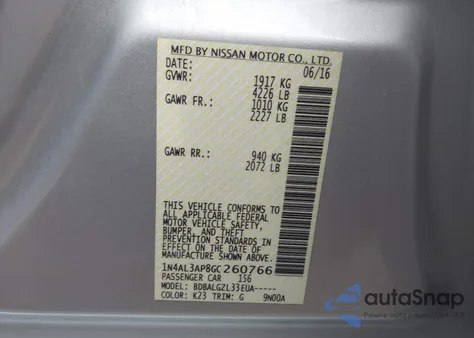 MFD BY NISSAN MOTOR CO., LTD.
DATE: 06/16
GVWR: 1917 KG
4226 LB
GAWR FR.: 1010 KG
2227 LB
GAWR RR.: 940 KG
2072 LB
THIS VEHICLE CONFORMS TO
ALL APPLICABLE FEDERAL
MOTOR VEHICLE SAFETY,
BUMPER, AND THEFT
PREVENTION STANDARDS IN
EFFECT ON THE DATE OF
MANUFACTURE SHOWN ABOVE.
1N4AL3AP8GC260766
PASSENGER CAR 156
MODEL: BDBALGZL33EUA-----
COLOR: K23 TRIM: G 9N00A
autoSnap